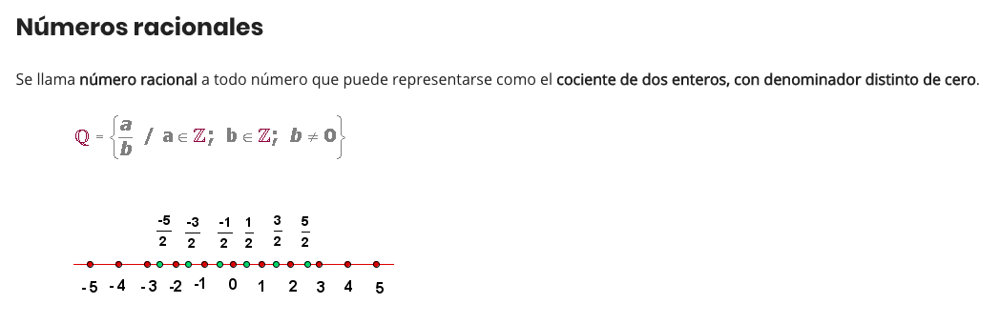 Números racionales
Se llama número racional a todo número que puede representarse como el cociente de dos enteros, con denominador distinto de cero.
ℚ = { a/b / a ∈ ℤ; b ∈ ℤ; b ≠ 0 }
-5/2 -3/2 -1/2 1/2 3/2 5/2
-5 -4 -3 -2 -1 0 1 2 3 4 5